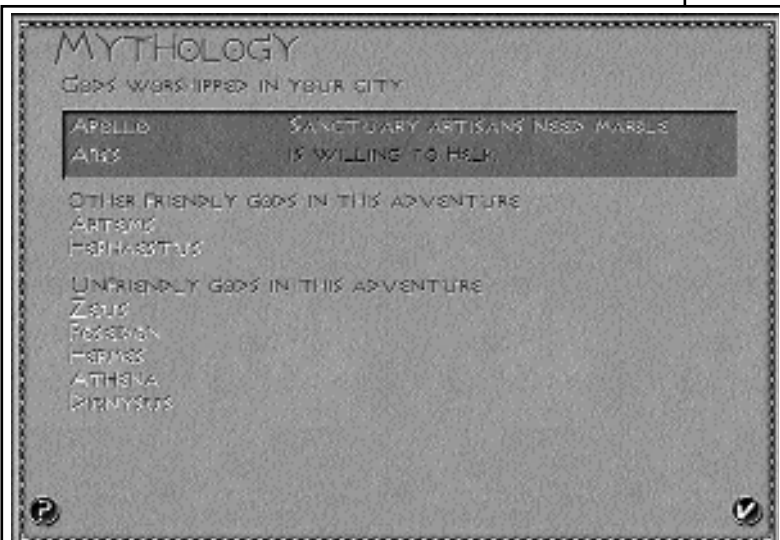 MYTHOLOGY
GODS WORSHIPPED IN YOUR CITY
APOLLO SANCTUARY ARTISANS NEED MARBLE
ARES IS WILLING TO HELP.
OTHER FRIENDLY GODS IN THIS ADVENTURE
ARTEMIS
HEPHAESTUS
UNFRIENDLY GODS IN THIS ADVENTURE
ZEUS
POSEIDON
HERMES
ATHENA
DIONYSUS
?